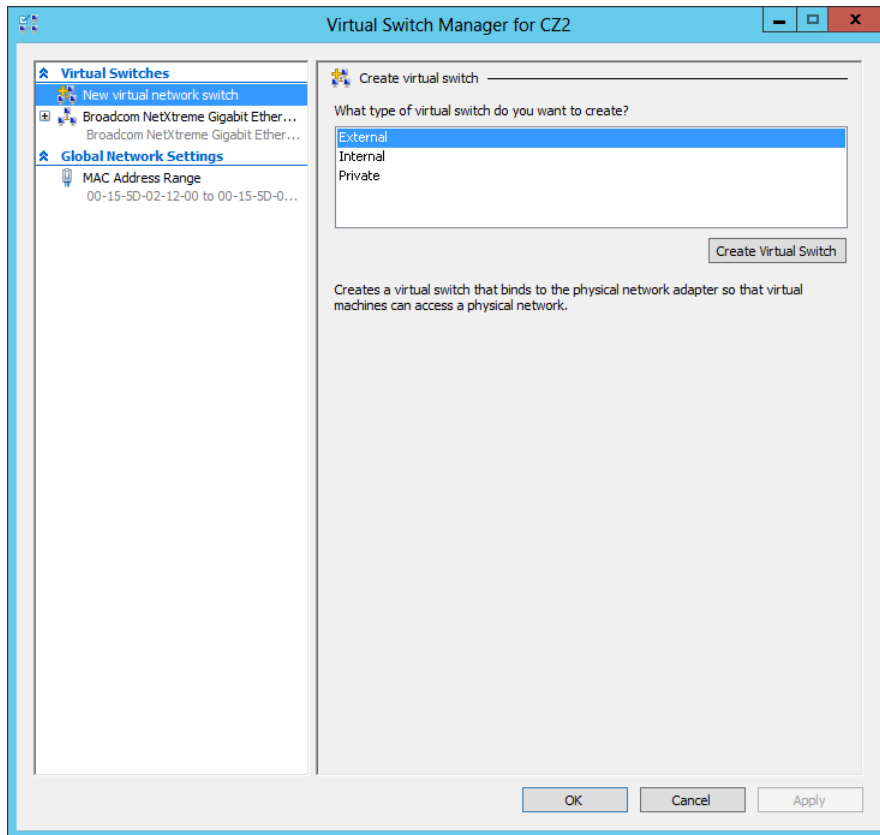 Virtual Switch Manager for CZ2
Virtual Switches
New virtual network switch
Broadcom NetXtreme Gigabit Ether...
Broadcom NetXtreme Gigabit Ether...
Global Network Settings
MAC Address Range
00-15-5D-02-12-00 to 00-15-5D-0...
Create virtual switch
What type of virtual switch do you want to create?
External
Internal
Private
Create Virtual Switch
Creates a virtual switch that binds to the physical network adapter so that virtual
machines can access a physical network.
OK
Cancel
Apply